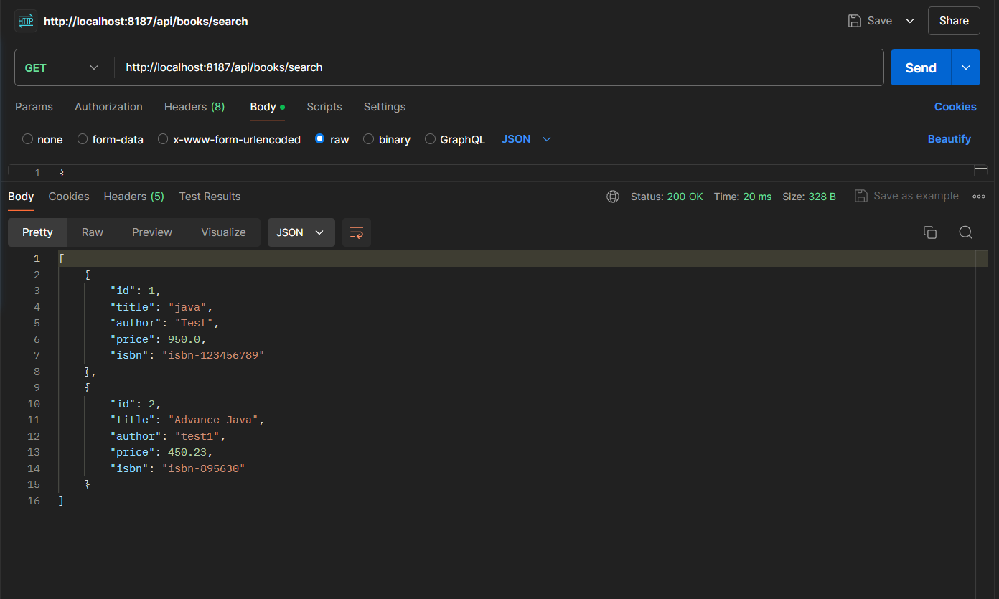 HTTP http://localhost:8187/api/books/search Save Share
GET http://localhost:8187/api/books/search Send
Params Authorization Headers (8) Body Scripts Settings Cookies
none form-data x-www-form-urlencoded raw binary GraphQL JSON Beautify
1 {
Body Cookies Headers (5) Test Results Status: 200 OK Time: 20 ms Size: 328 B Save as example
Pretty Raw Preview Visualize JSON
1 [
2 {
3 "id": 1,
4 "title": "java",
5 "author": "Test",
6 "price": 950.0,
7 "isbn": "isbn-123456789"
8 },
9 {
10 "id": 2,
11 "title": "Advance Java",
12 "author": "test1",
13 "price": 450.23,
14 "isbn": "isbn-895630"
15 }
16 ]